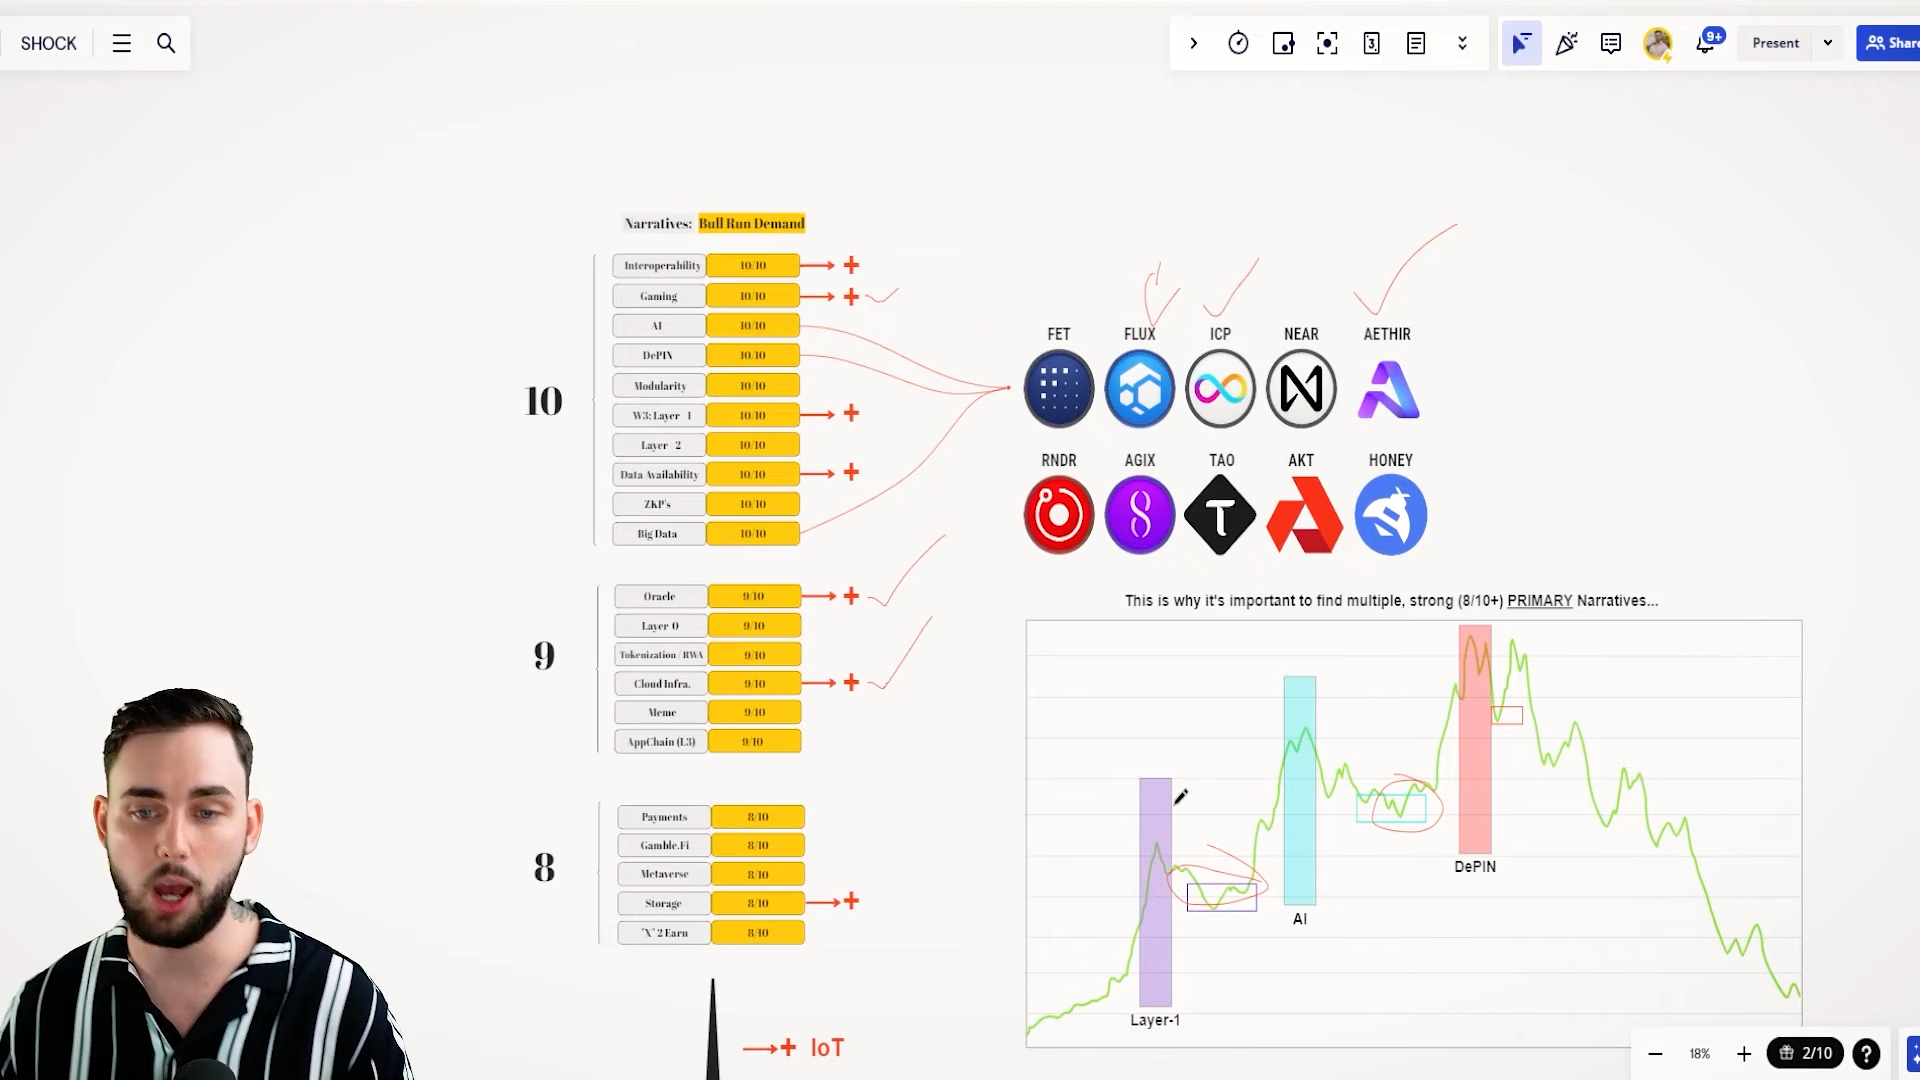 SHOCK
9+
Present
Share
Narratives: Bull Run Demand
10
Interoperability 10/10 +
Gaming 10/10 +
AI 10/10
DePIN 10/10
Modularity 10/10
W3: Layer - 1 10/10 +
Layer - 2 10/10
Data Availability 10/10 +
ZKP's 10/10
Big Data 10/10
9
Oracle 9/10 +
Layer 0 9/10
Tokenization / RWA 9/10
Cloud Infra. 9/10 +
Meme 9/10
AppChain (L3) 9/10
8
Payments 8/10
Gamble.Fi 8/10
Metaverse 8/10
Storage 8/10 +
"X" 2 Earn 8/10
+ IoT
FET FLUX ICP NEAR AETHIR
RNDR AGIX TAO AKT HONEY
This is why it's important to find multiple, strong (8/10+) PRIMARY Narratives...
DePIN
AI
Layer-1
18%
2/10
?